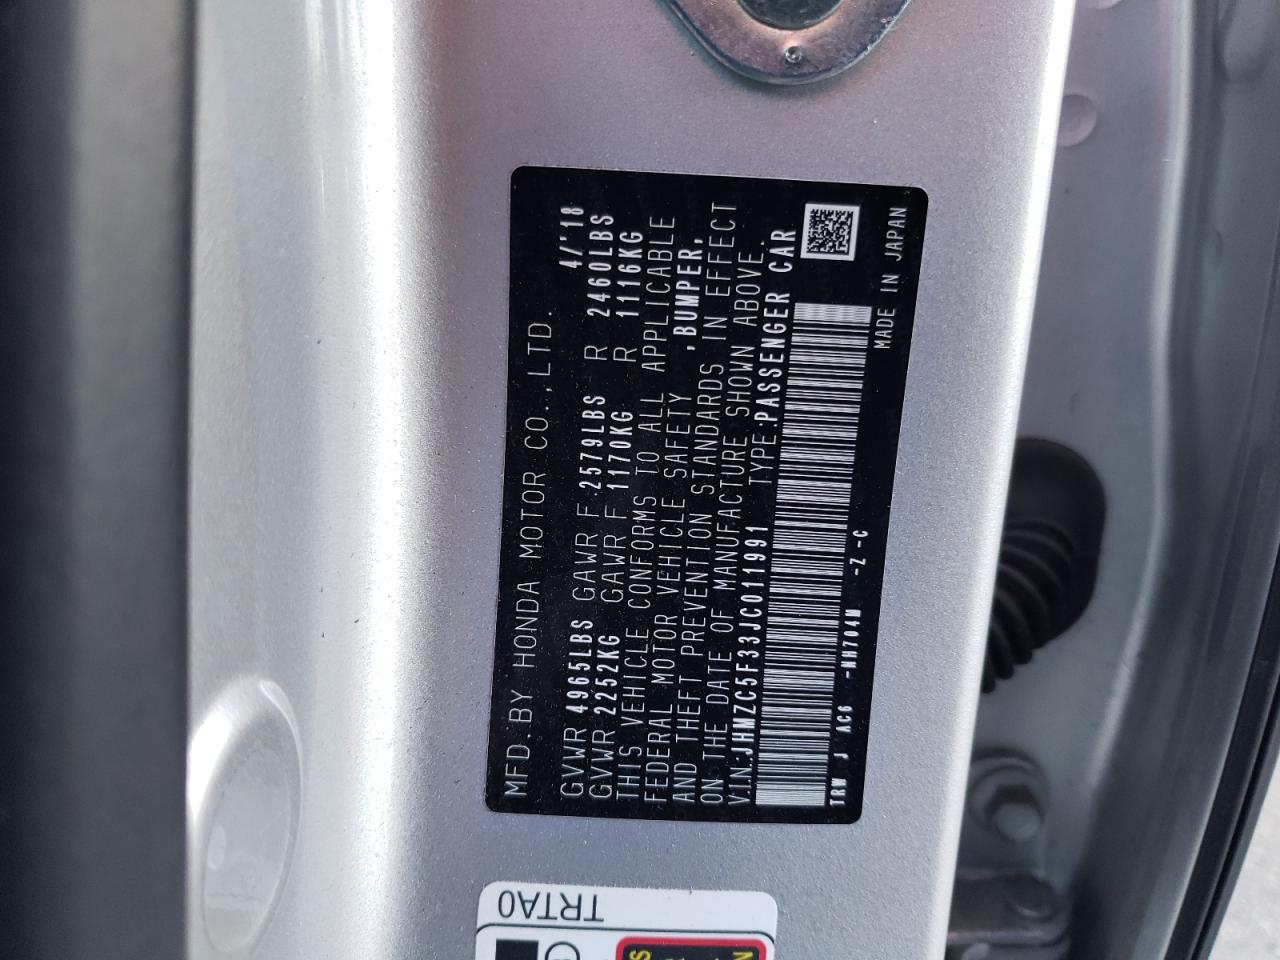 MFD. BY HONDA MOTOR CO., LTD. 4/'18
GVWR 4965LBS GAWR F 2579LBS R 2460LBS
GVWR 2252KG GAWR F 1170KG R 1116KG
THIS VEHICLE CONFORMS TO ALL APPLICABLE
FEDERAL MOTOR VEHICLE SAFETY ,BUMPER,
AND THEFT PREVENTION STANDARDS IN EFFECT
ON THE DATE OF MANUFACTURE SHOWN ABOVE.
V.I.N:JHMZC5F33JC011991 TYPE:PASSENGER CAR
TRW J AC6 -NH704M -Z -C
MADE IN JAPAN
TRTA0